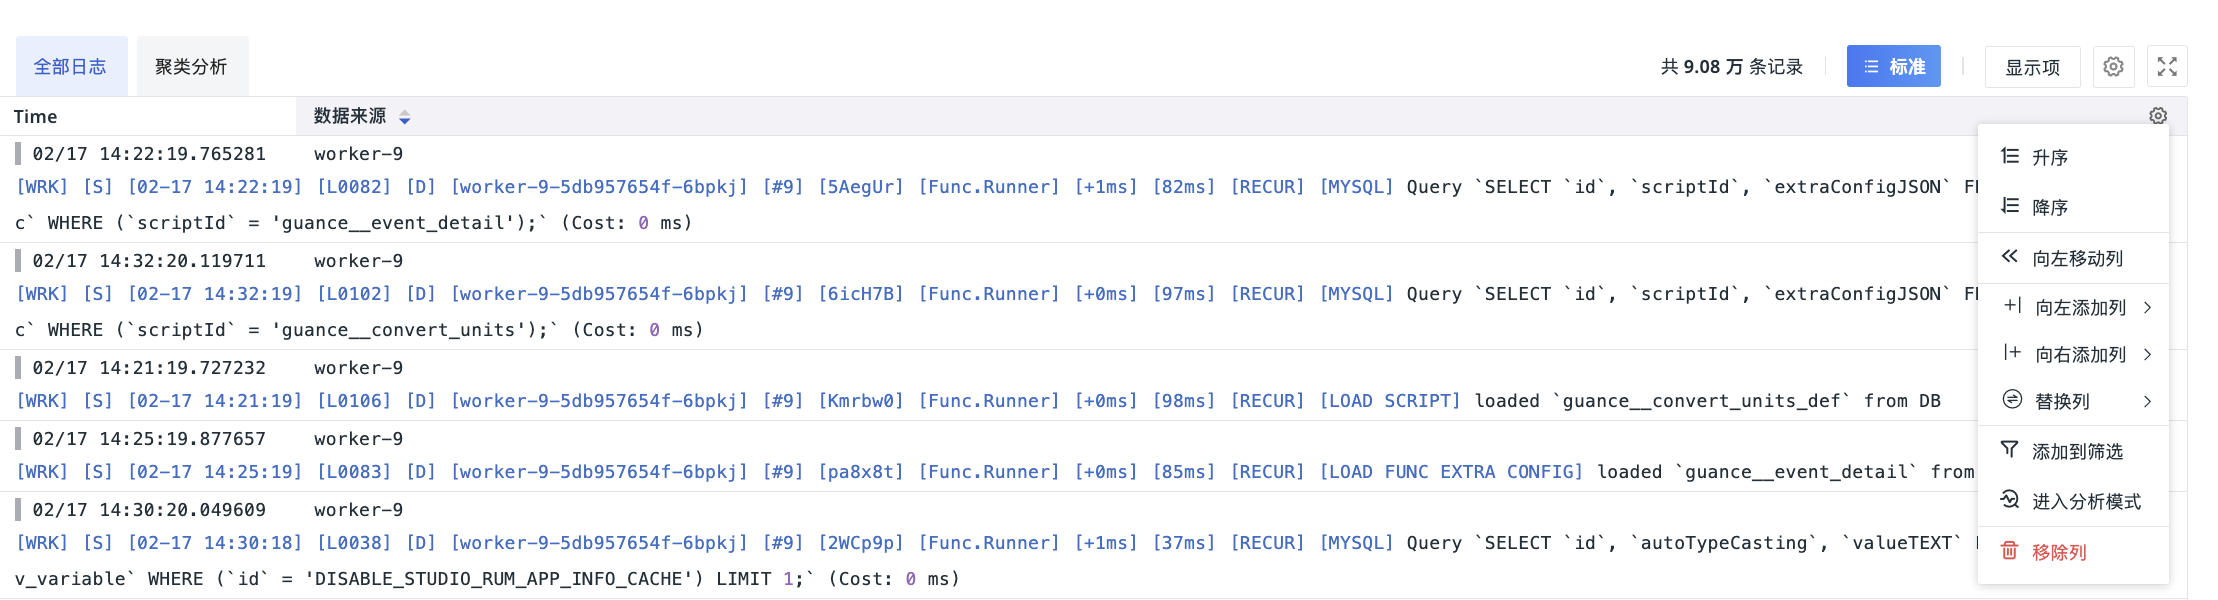 全部日志 聚类分析 共 9.08 万 条记录 标准 显示项
Time 数据来源
02/17 14:22:19.765281 worker-9
[WRK] [S] [02-17 14:22:19] [L0082] [D] [worker-9-5db957654f-6bpkj] [#9] [5AegUr] [Func.Runner] [+1ms] [82ms] [RECUR] [MYSQL] Query `SELECT `id`, `scriptId`, `extraConfigJSON`
c` WHERE (`scriptId` = 'guance__event_detail');` (Cost: 0 ms)
02/17 14:32:20.119711 worker-9
[WRK] [S] [02-17 14:32:19] [L0102] [D] [worker-9-5db957654f-6bpkj] [#9] [6icH7B] [Func.Runner] [+0ms] [97ms] [RECUR] [MYSQL] Query `SELECT `id`, `scriptId`, `extraConfigJSON`
c` WHERE (`scriptId` = 'guance__convert_units');` (Cost: 0 ms)
02/17 14:21:19.727232 worker-9
[WRK] [S] [02-17 14:21:19] [L0106] [D] [worker-9-5db957654f-6bpkj] [#9] [Kmrbw0] [Func.Runner] [+0ms] [98ms] [RECUR] [LOAD SCRIPT] loaded `guance__convert_units_def` from DB
02/17 14:25:19.877657 worker-9
[WRK] [S] [02-17 14:25:19] [L0083] [D] [worker-9-5db957654f-6bpkj] [#9] [pa8x8t] [Func.Runner] [+0ms] [85ms] [RECUR] [LOAD FUNC EXTRA CONFIG] loaded `guance__event_detail` from
02/17 14:30:20.049609 worker-9
[WRK] [S] [02-17 14:30:18] [L0038] [D] [worker-9-5db957654f-6bpkj] [#9] [2WCp9p] [Func.Runner] [+1ms] [37ms] [RECUR] [MYSQL] Query `SELECT `id`, `autoTypeCasting`, `valueTEXT`
v_variable` WHERE (`id` = 'DISABLE_STUDIO_RUM_APP_INFO_CACHE') LIMIT 1;` (Cost: 0 ms)
升序
降序
向左移动列
向左添加列
向右添加列
替换列
添加到筛选
进入分析模式
移除列